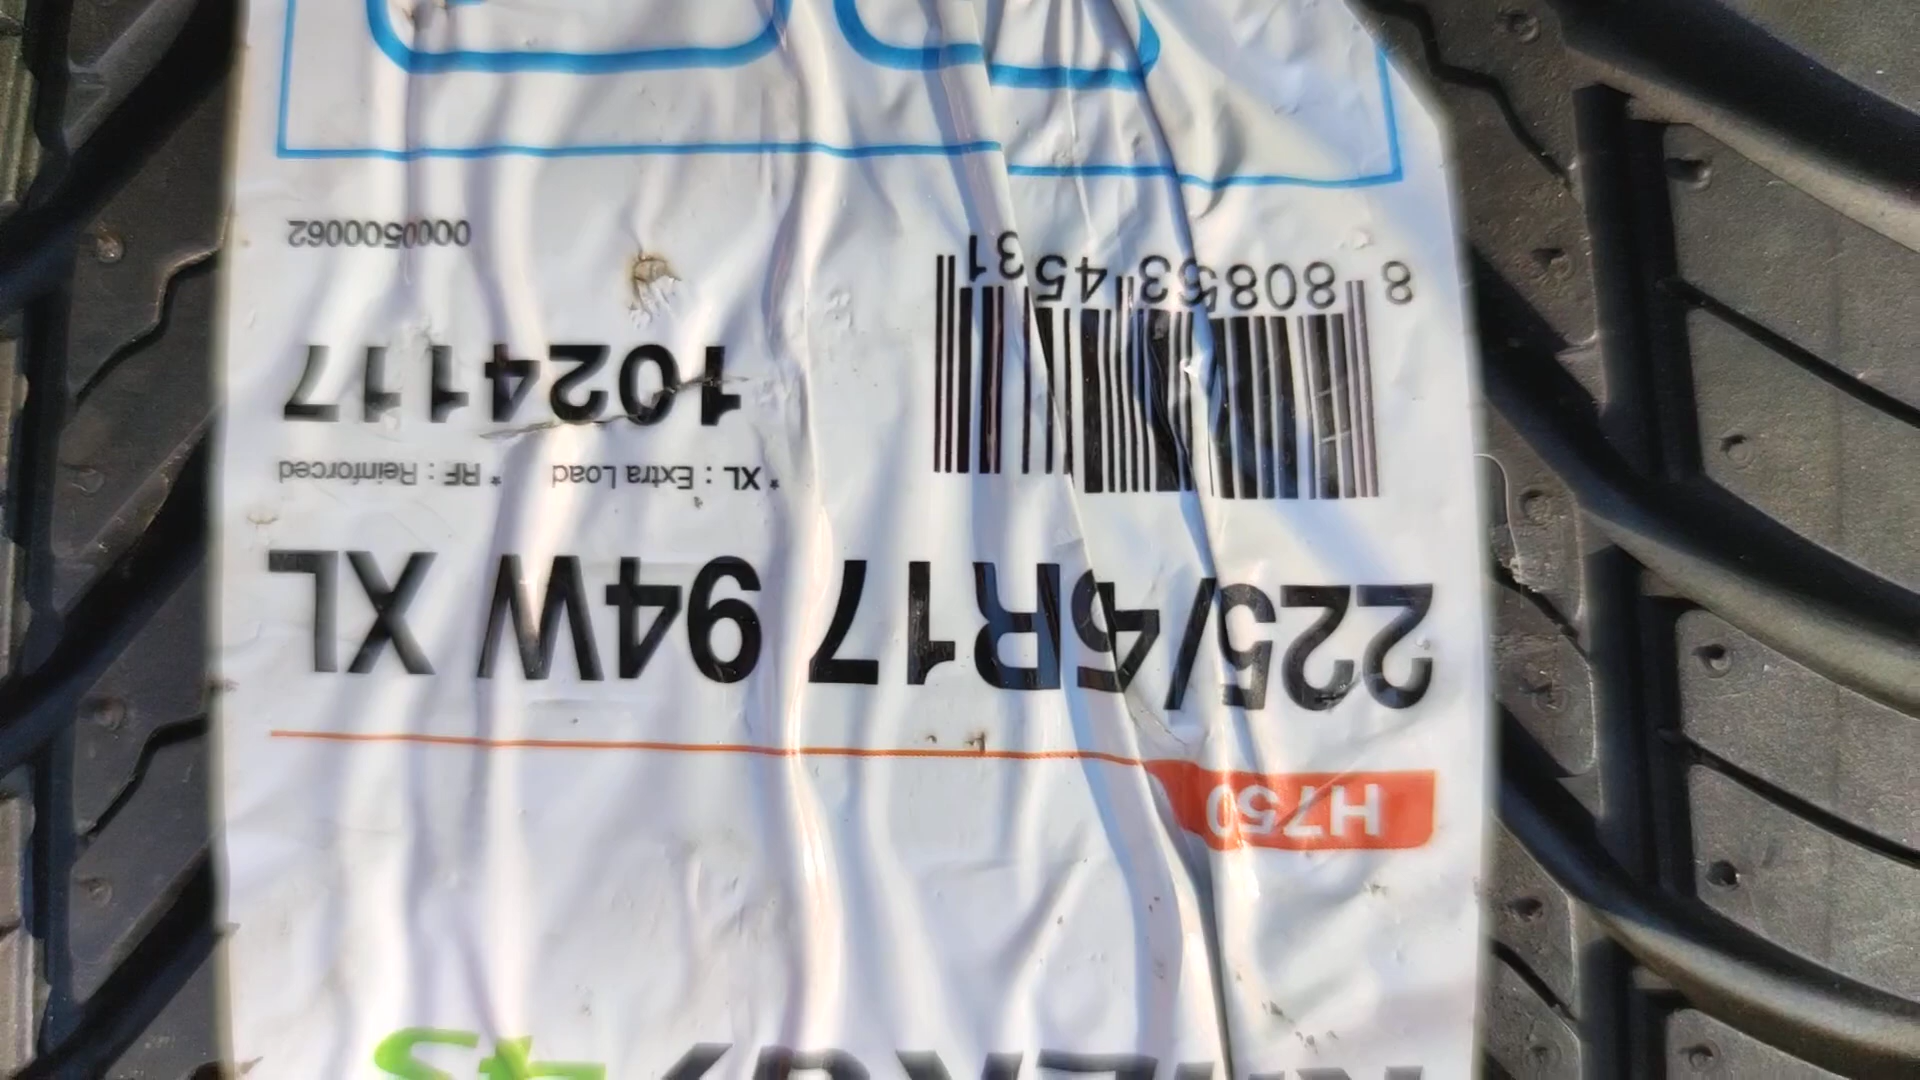 H750
225/45R17 94W XL
* XL : Extra Load * RF : Reinforced
1024117
0000500062